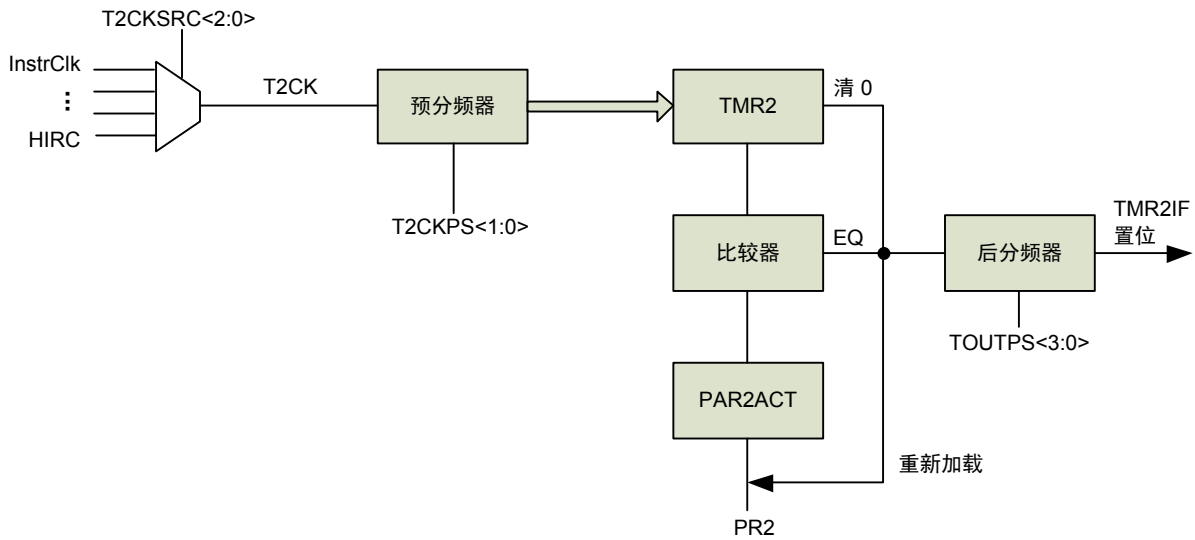 T2CKSRC<2:0>
InstrClk
⋮
HIRC
T2CK
预分频器
T2CKPS<1:0>
TMR2
清 0
比较器
EQ
后分频器
TMR2IF
置位
TOUTPS<3:0>
PAR2ACT
重新加载
PR2